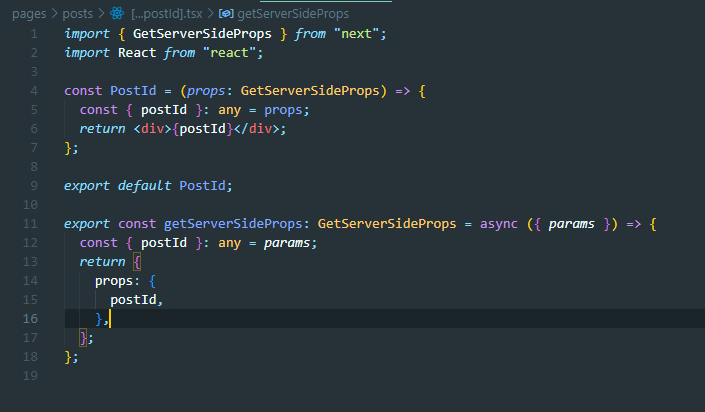 pages > posts > [...postId].tsx > getServerSideProps
1 import { GetServerSideProps } from "next";
2 import React from "react";
3
4 const PostId = (props: GetServerSideProps) => {
5   const { postId }: any = props;
6   return <div>{postId}</div>;
7 };
8
9 export default PostId;
10
11 export const getServerSideProps: GetServerSideProps = async ({ params }) => {
12   const { postId }: any = params;
13   return {
14     props: {
15       postId,
16     },
17   };
18 };
19